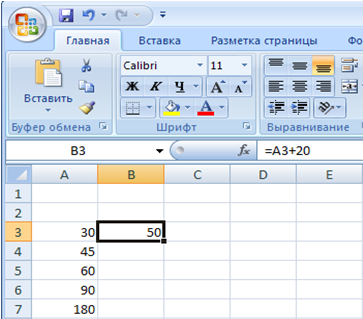 Главная Вставка Разметка страницы Фо
Вставить
Calibri 11
Ж К Ч А А
А
Буфер обмена Шрифт Выравнивание
B3 fx =A3+20
A B C D E
1
2
3 30 50
4 45
5 60
6 90
7 180